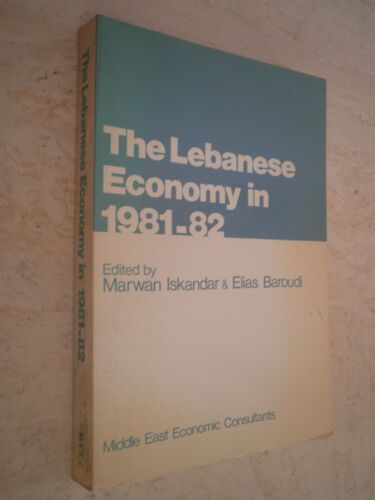 The Lebanese
Economy in
1981-82
Edited by
Marwan Iskandar & Elias Baroudi
Middle East Economic Consultants
The Lebanese Economy in 1981-82